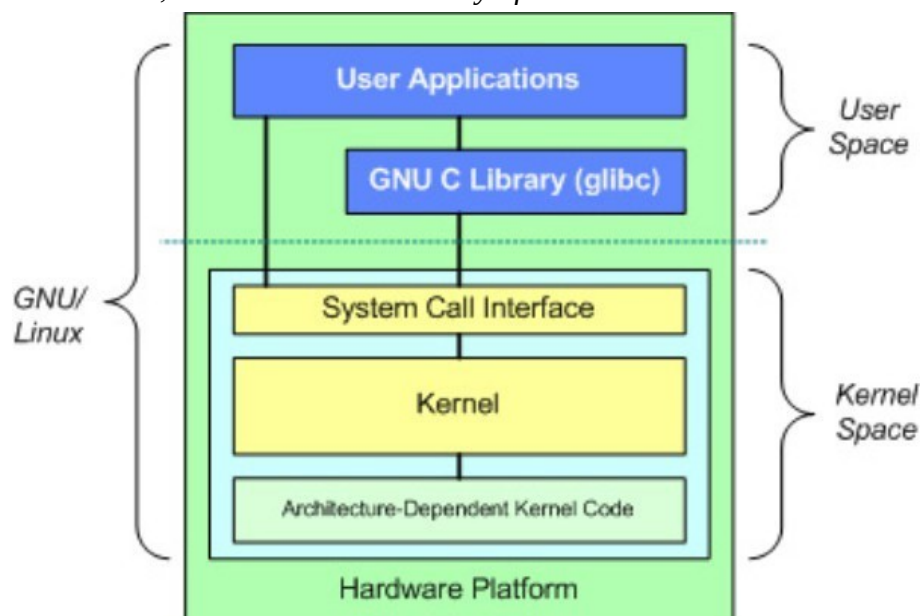 User Applications
GNU C Library (glibc)
System Call Interface
Kernel
Architecture-Dependent Kernel Code
Hardware Platform
GNU/
Linux
User
Space
Kernel
Space